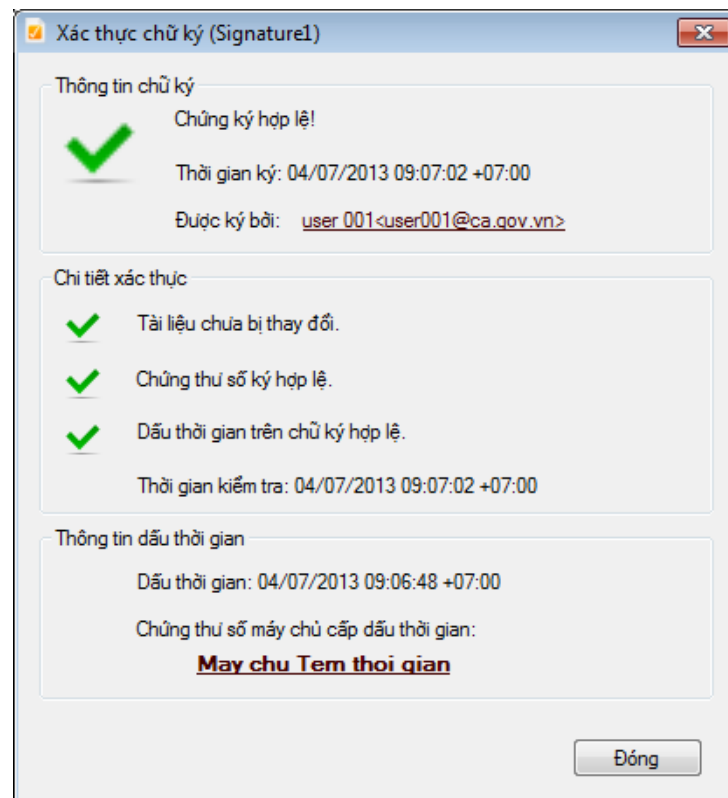 Xác thực chữ ký (Signature1)
Thông tin chữ ký
Chứng ký hợp lệ!
Thời gian ký: 04/07/2013 09:07:02 +07:00
Được ký bởi: user 001<user001@ca.gov.vn>
Chi tiết xác thực
Tài liệu chưa bị thay đổi.
Chứng thư số ký hợp lệ.
Dấu thời gian trên chữ ký hợp lệ.
Thời gian kiểm tra: 04/07/2013 09:07:02 +07:00
Thông tin dấu thời gian
Dấu thời gian: 04/07/2013 09:06:48 +07:00
Chứng thư số máy chủ cấp dấu thời gian:
May chu Tem thoi gian
Đóng